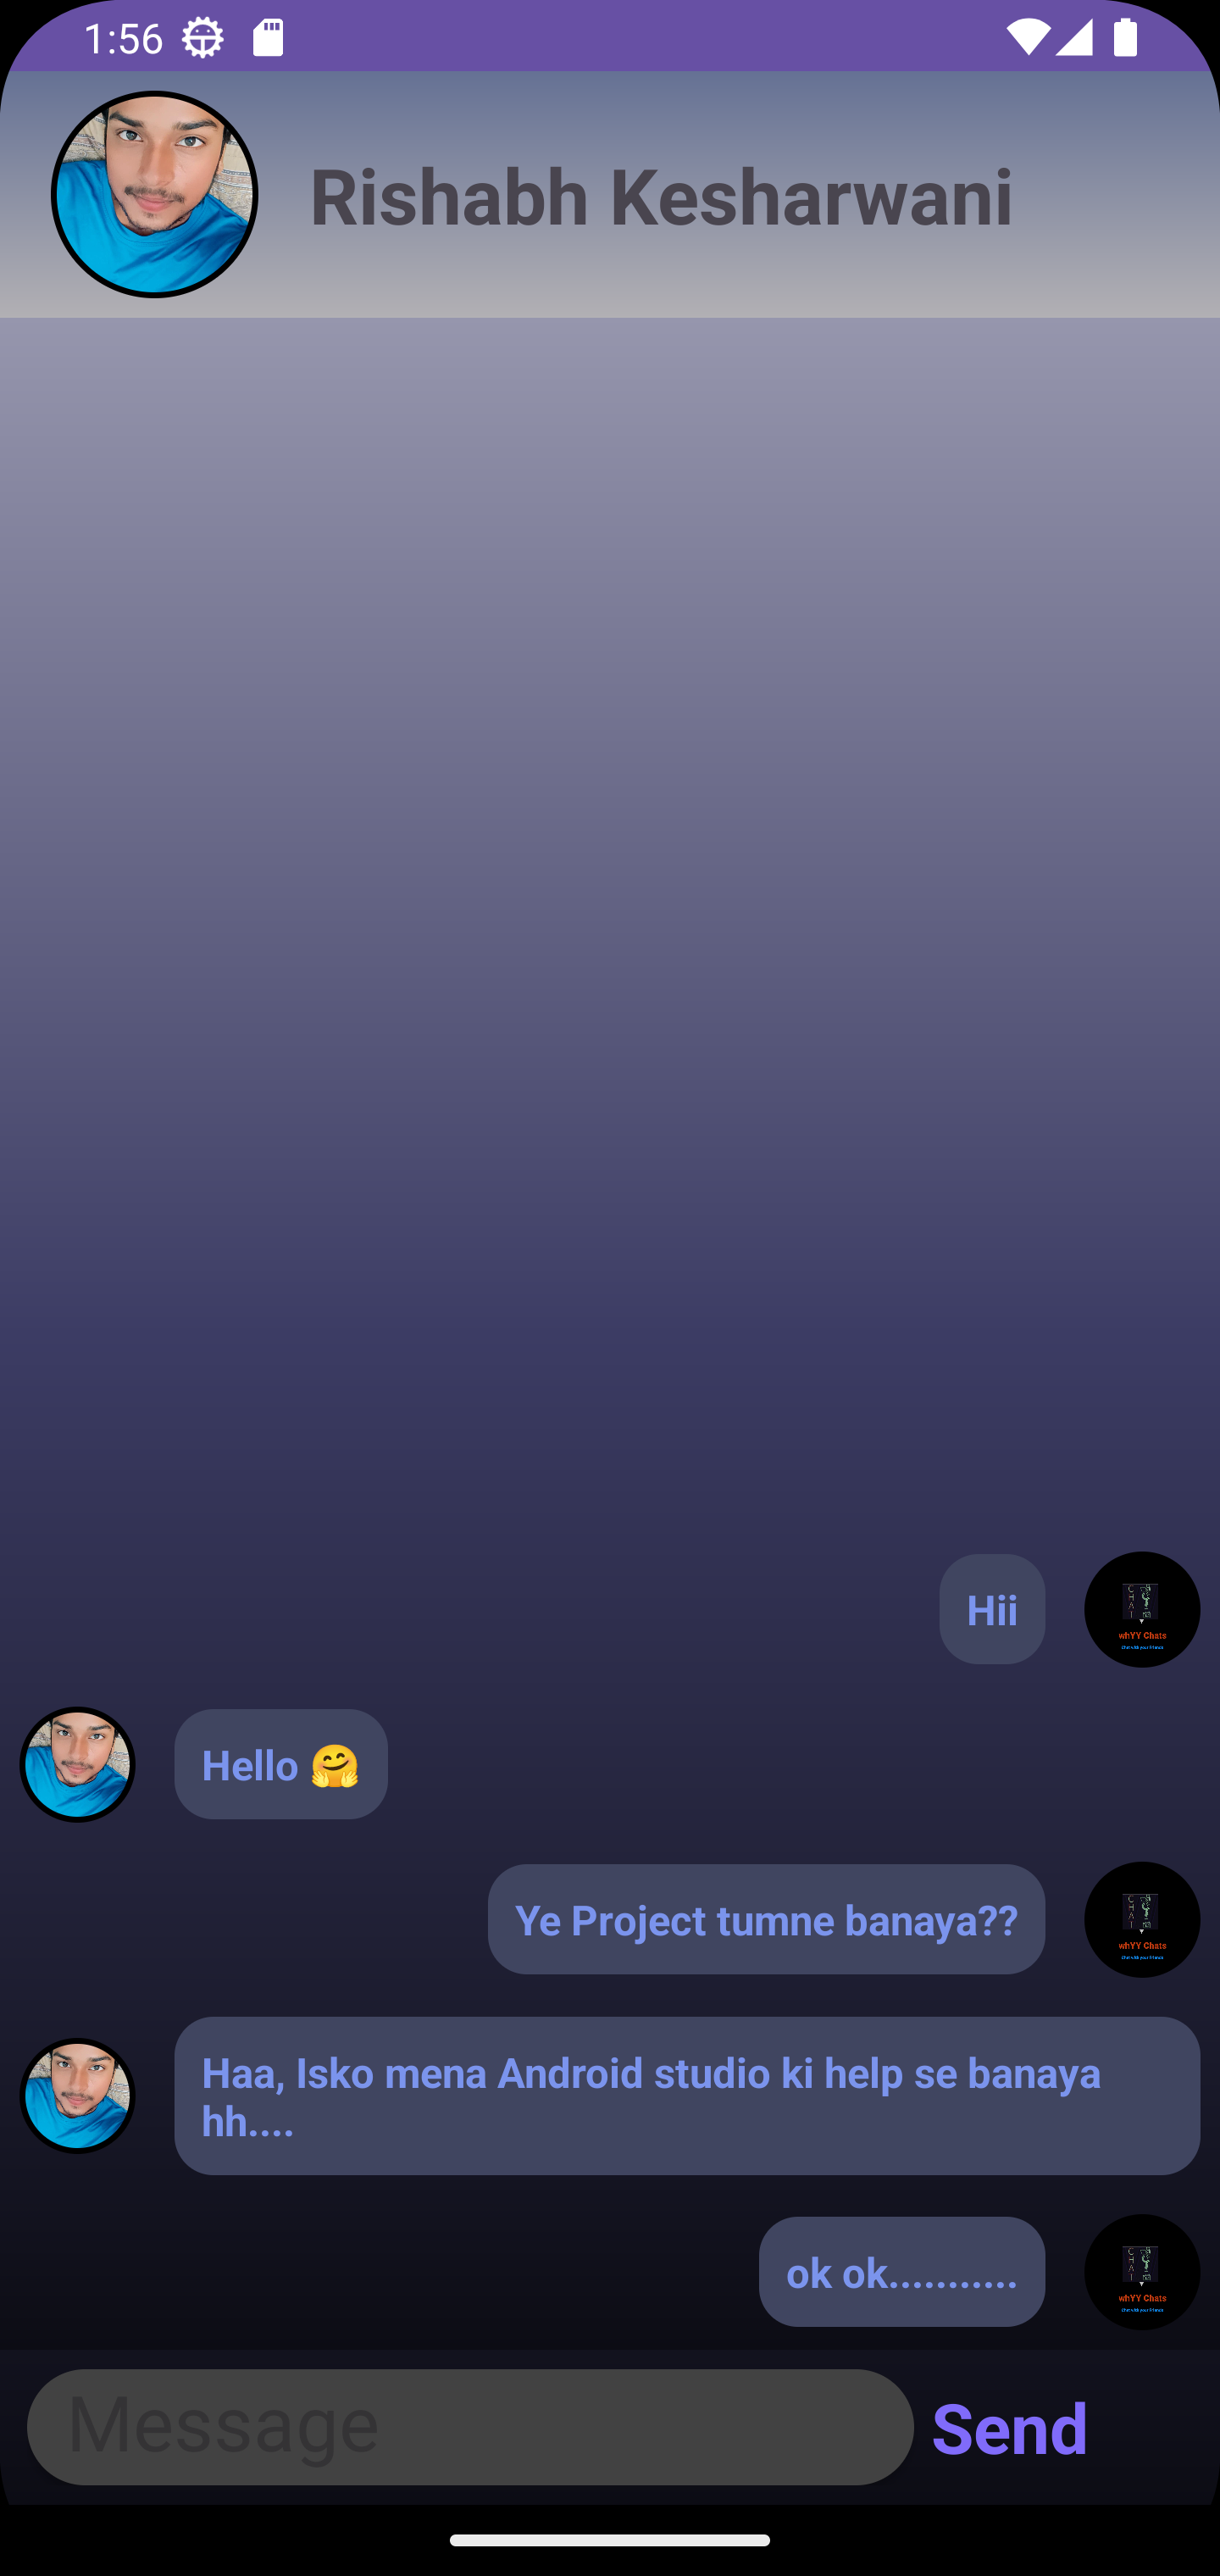 1:56
Rishabh Kesharwani
Hii
whYY Chats
Hello 🤗
Ye Project tumne banaya??
whYY Chats
Haa, Isko mena Android studio ki help se banaya
hh....
ok ok...........
whYY Chats
Message
Send